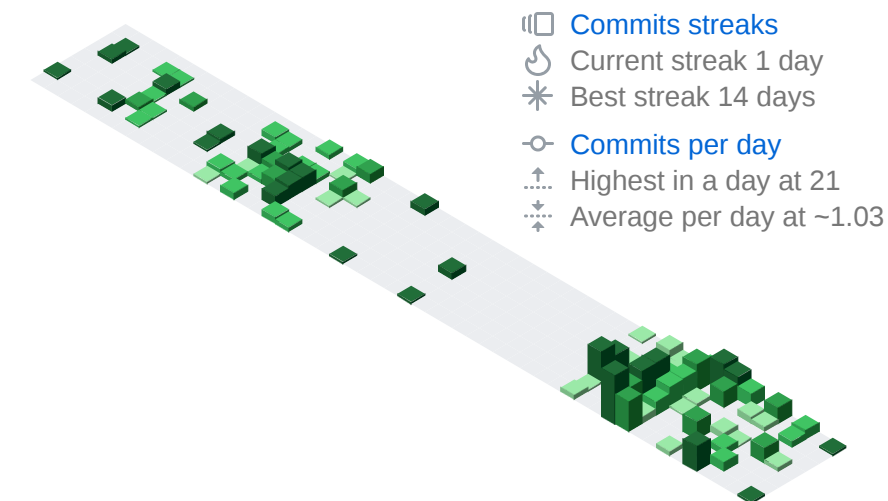 Commits streaks
Current streak 1 day
Best streak 14 days
Commits per day
Highest in a day at 21
Average per day at ~1.03